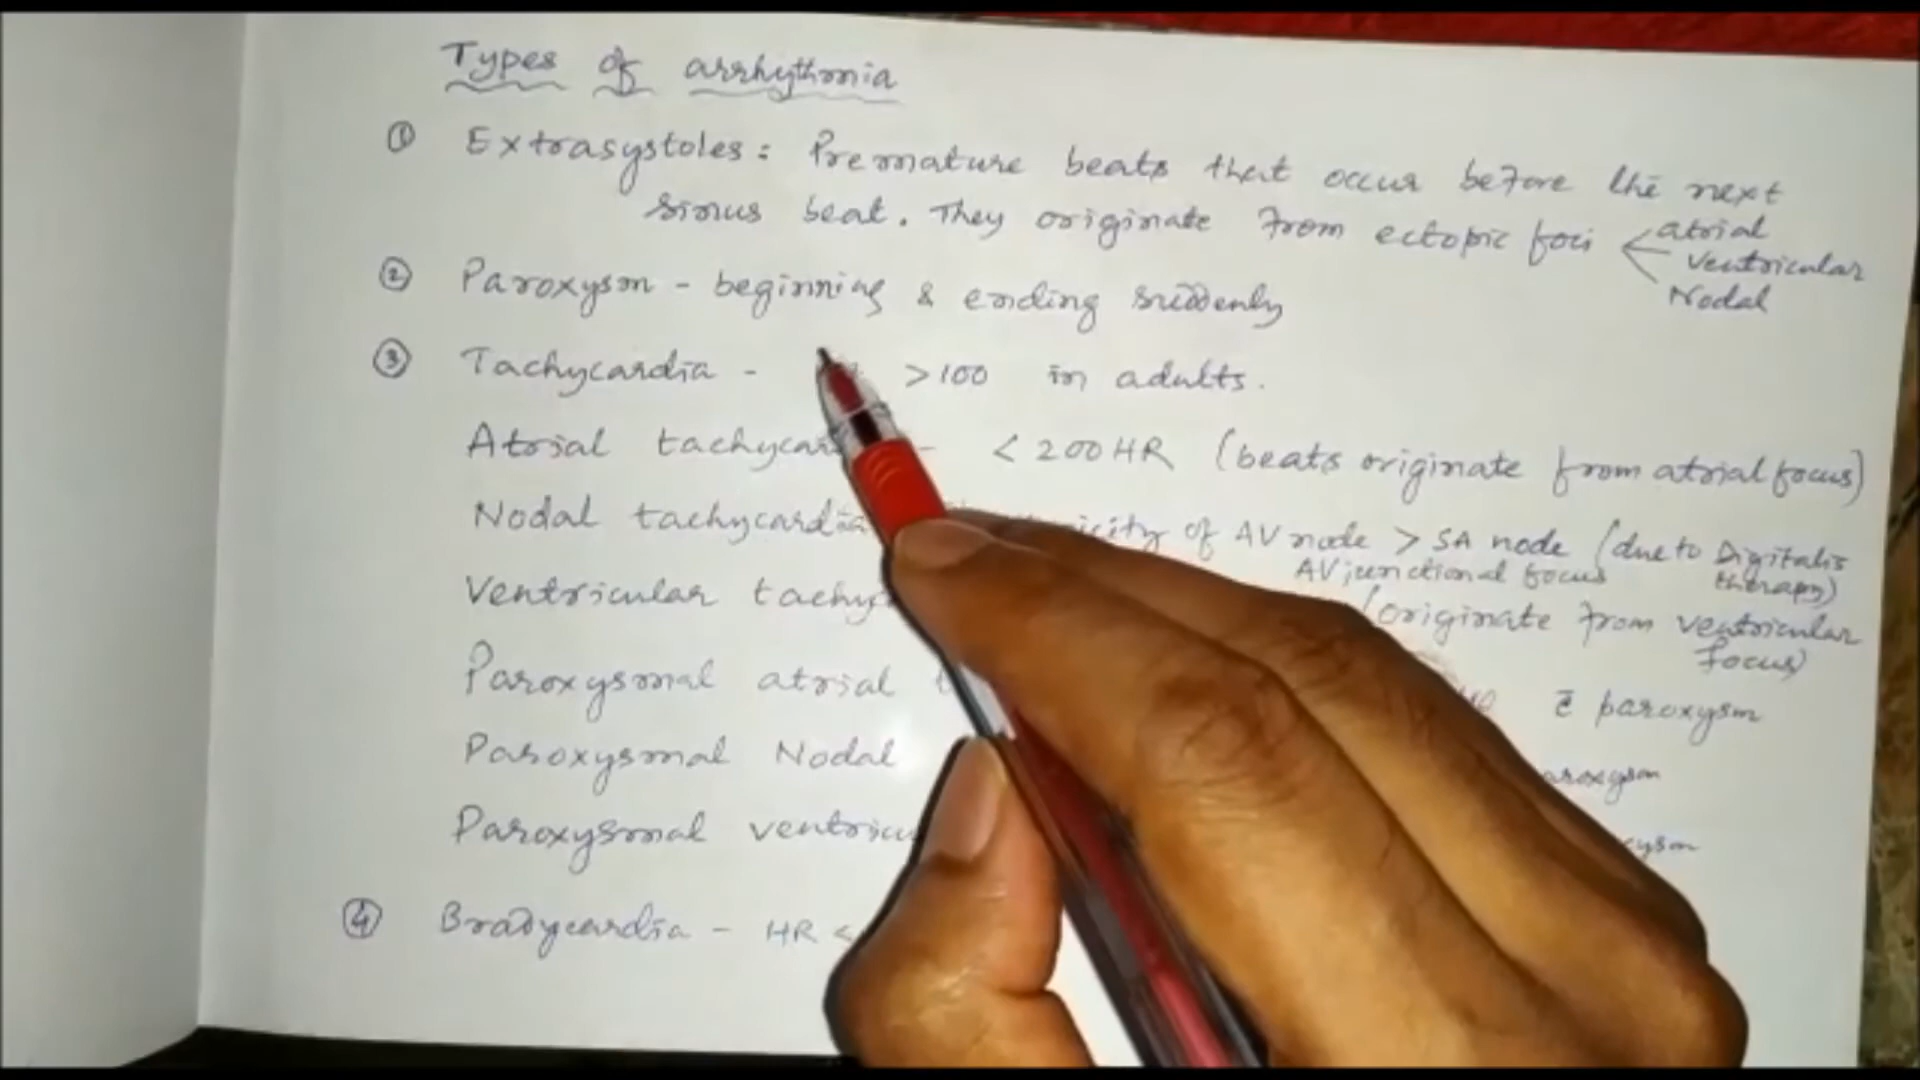 Types of arrhythmia
① Extrasystoles: Premature beats that occur before the next
sinus beat. They originate from ectopic foci < atrial
ventricular
Nodal
② Paroxysm - beginning & ending suddenly
③ Tachycardia - >100 in adults.
Atrial - < 200 HR (beats originate from atrial focus)
Nodal tachycardia of AV node > SA node (due to Digitalis
AV junctional focus therapy)
Ventricular (originate from ventricular
focus)
Paroxysmal atrial c̄ paroxysm
Paroxysmal Nodal
Paroxysmal
④ Bradycardia - HR <